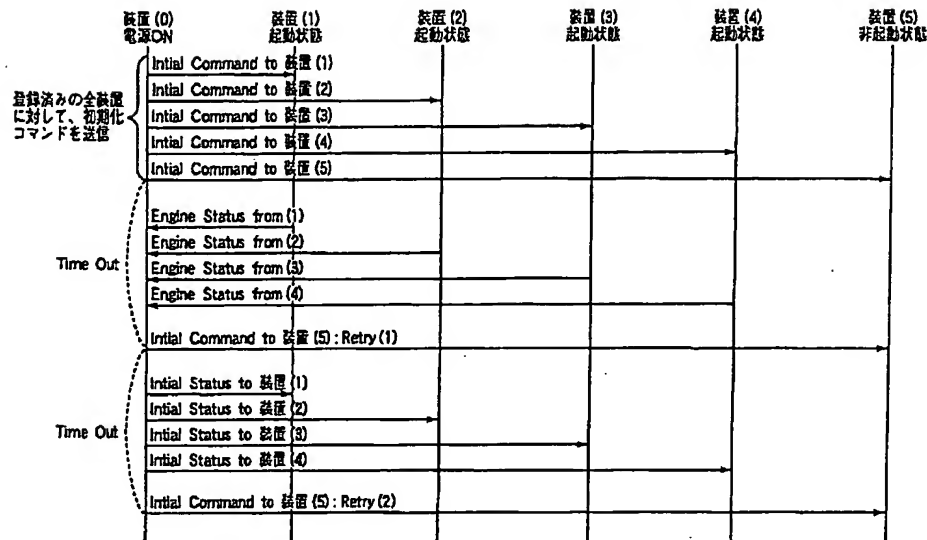 装置(0)
電源ON
装置(1)
起動状態
装置(2)
起動状態
装置(3)
起動状態
装置(4)
起動状態
装置(5)
非起動状態
登録済みの全装置
に対して、初期化
コマンドを送信
Intial Command to 装置(1)
Intial Command to 装置(2)
Intial Command to 装置(3)
Intial Command to 装置(4)
Intial Command to 装置(5)
Time Out
Engine Status from(1)
Engine Status from(2)
Engine Status from(3)
Engine Status from(4)
Intial Command to 装置(5):Retry(1)
Time Out
Intial Status to 装置(1)
Intial Status to 装置(2)
Intial Status to 装置(3)
Intial Status to 装置(4)
Intial Command to 装置(5):Retry(2)